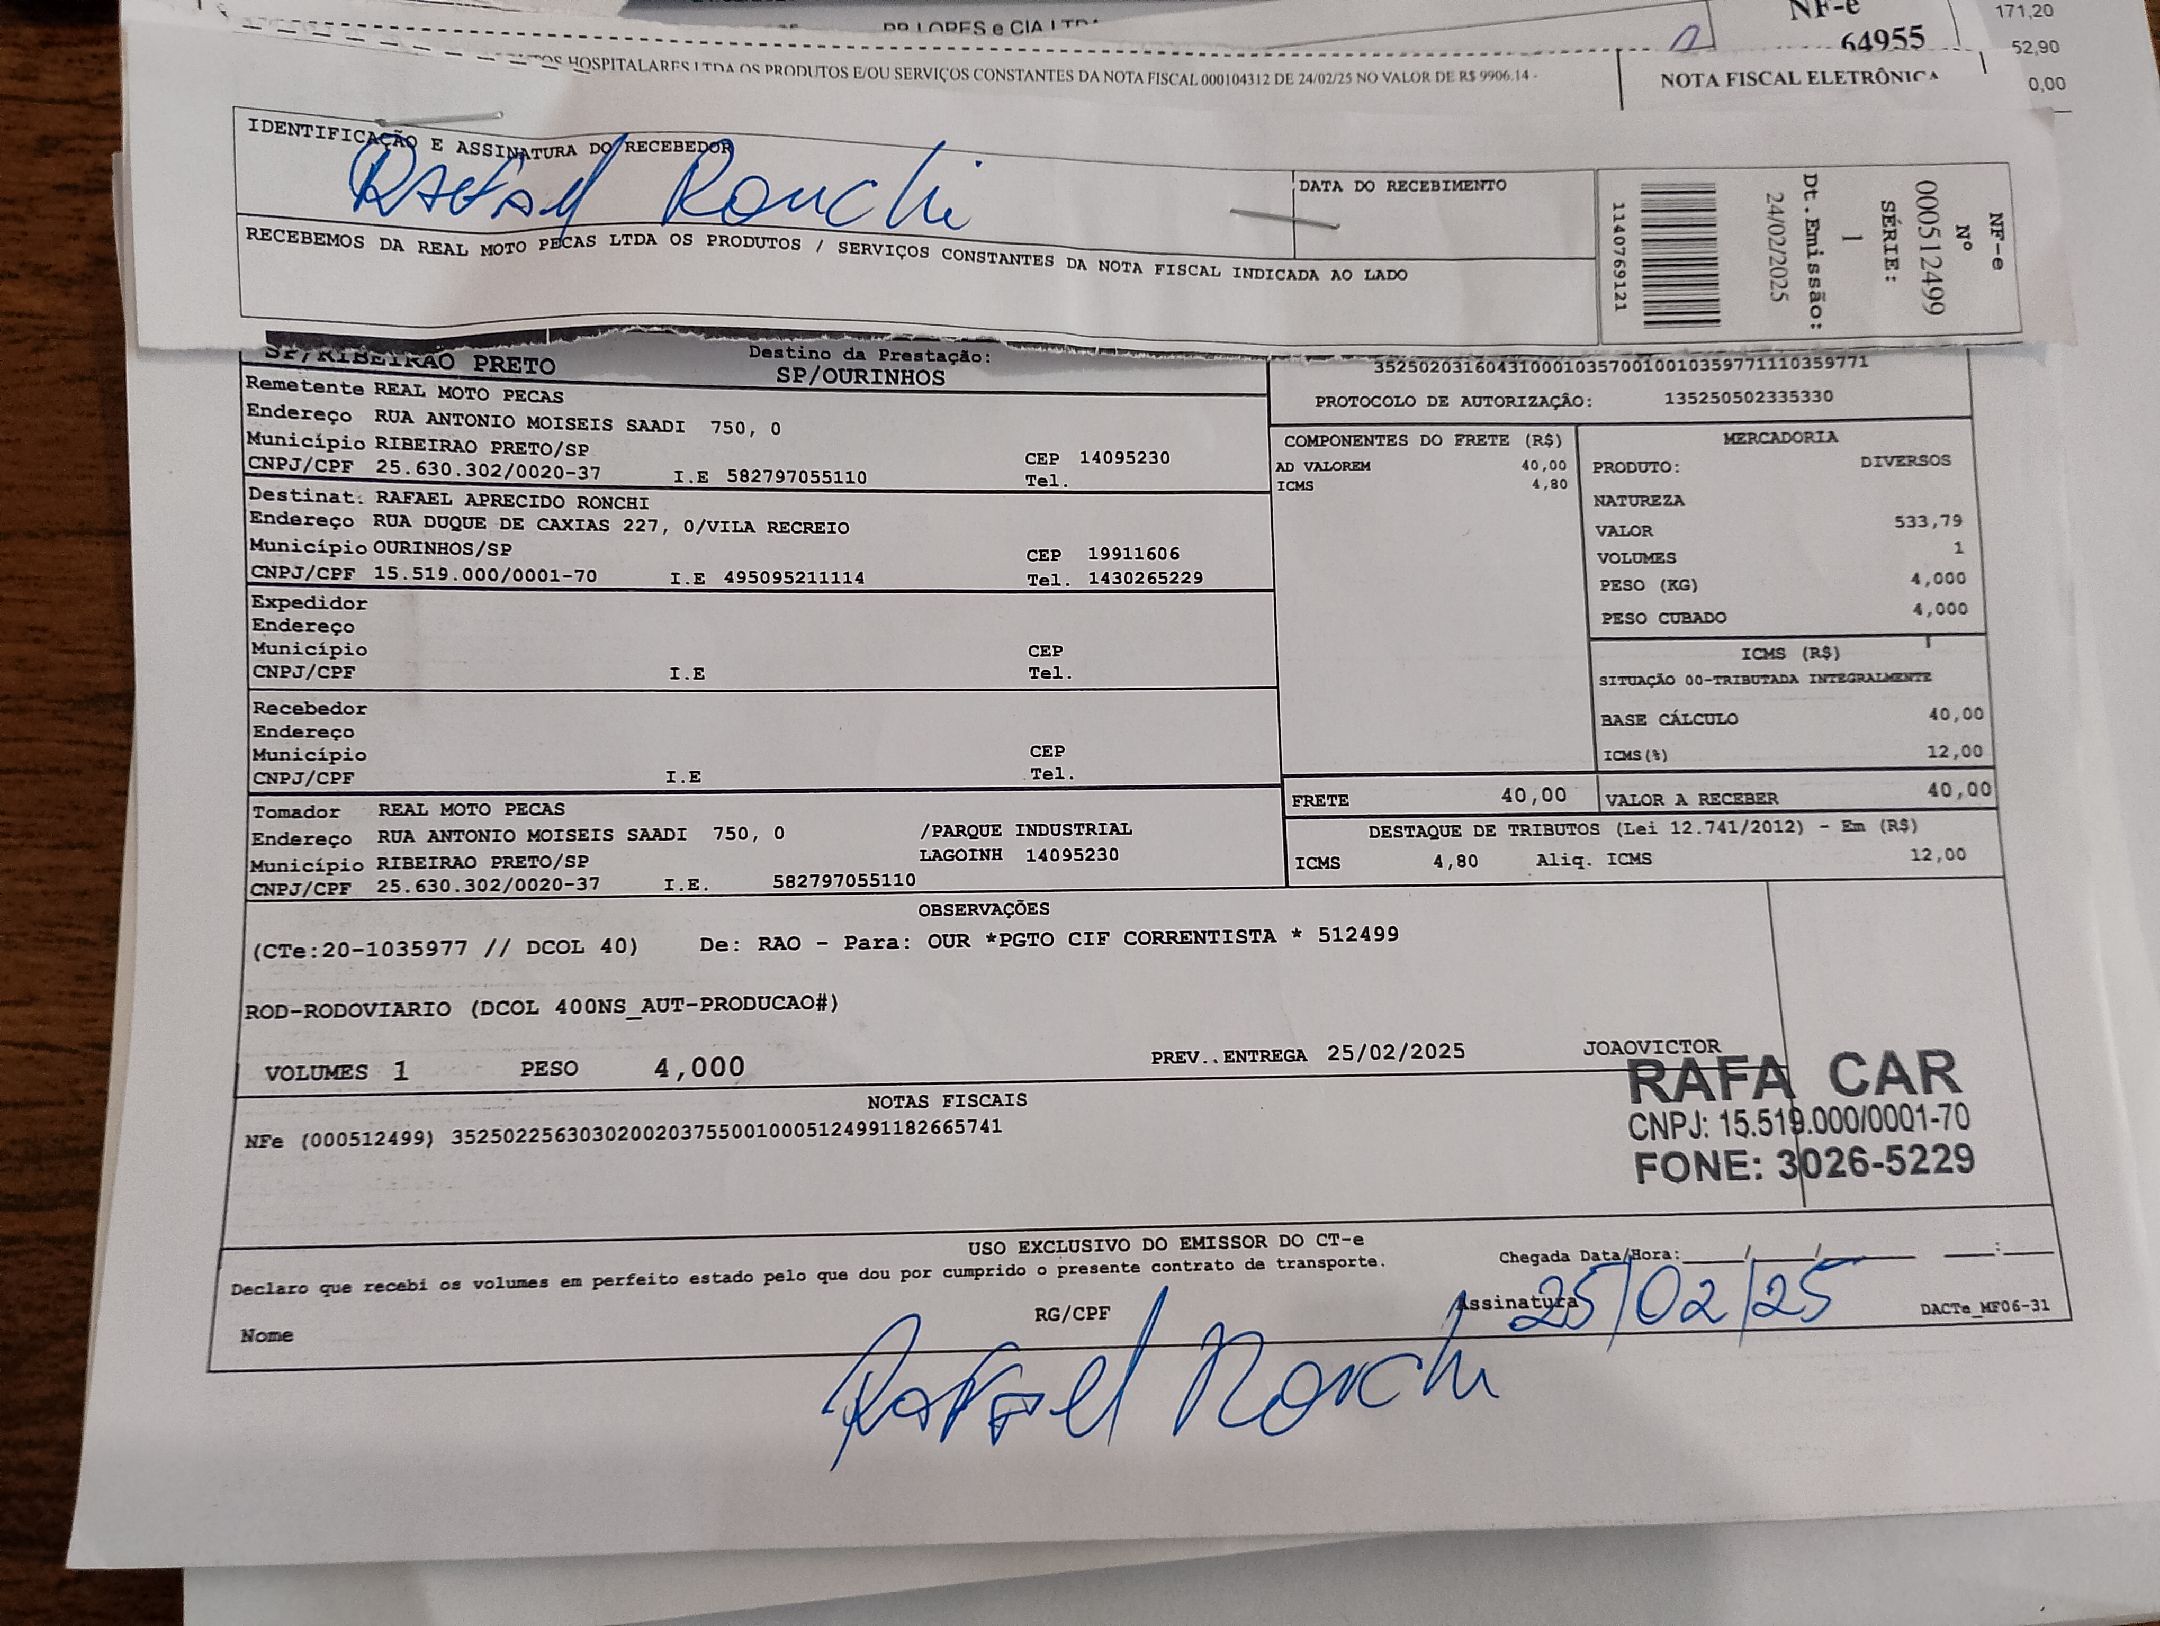 LOPES e CIA LTDA
NF-e
64955
171,20
52,90
0,00
HOSPITALARES LTDA OS PRODUTOS E/OU SERVIÇOS CONSTANTES DA NOTA FISCAL 000104312 DE 24/02/25 NO VALOR DE R$ 9906.14 -
NOTA FISCAL ELETRÔNICA
IDENTIFICAÇÃO E ASSINATURA DO RECEBEDOR
Rafael Ronchi
DATA DO RECEBIMENTO
RECEBEMOS DA REAL MOTO PECAS LTDA OS PRODUTOS / SERVIÇOS CONSTANTES DA NOTA FISCAL INDICADA AO LADO
NF-e
Nº
000512499
SÉRIE:
1
Dt.Emissão:
24/02/2025
1140769121
SP/RIBEIRAO PRETO
Destino da Prestação:
SP/OURINHOS
35250203160431000103570010010359771110359771
PROTOCOLO DE AUTORIZAÇÃO: 135250502335330
Remetente REAL MOTO PECAS
Endereço RUA ANTONIO MOISEIS SAADI 750, 0
Município RIBEIRAO PRETO/SP CEP 14095230
CNPJ/CPF 25.630.302/0020-37 I.E 582797055110 Tel.
Destinat. RAFAEL APRECIDO RONCHI
Endereço RUA DUQUE DE CAXIAS 227, 0/VILA RECREIO
Município OURINHOS/SP CEP 19911606
CNPJ/CPF 15.519.000/0001-70 I.E 495095211114 Tel. 1430265229
Expedidor
Endereço
Município CEP
CNPJ/CPF I.E Tel.
Recebedor
Endereço
Município CEP
CNPJ/CPF I.E Tel.
Tomador REAL MOTO PECAS
Endereço RUA ANTONIO MOISEIS SAADI 750, 0 /PARQUE INDUSTRIAL
Município RIBEIRAO PRETO/SP LAGOINH 14095230
CNPJ/CPF 25.630.302/0020-37 I.E. 582797055110
COMPONENTES DO FRETE (R$)
AD VALOREM 40,00
ICMS 4,80
MERCADORIA
PRODUTO: DIVERSOS
NATUREZA
VALOR 533,79
VOLUMES 1
PESO (KG) 4,000
PESO CUBADO 4,000
ICMS (R$)
SITUAÇÃO 00-TRIBUTADA INTEGRALMENTE
BASE CÁLCULO 40,00
ICMS(%) 12,00
FRETE 40,00 VALOR A RECEBER 40,00
DESTAQUE DE TRIBUTOS (Lei 12.741/2012) - Em (R$)
ICMS 4,80 Aliq. ICMS 12,00
OBSERVAÇÕES
(CTe:20-1035977 // DCOL 40) De: RAO - Para: OUR *PGTO CIF CORRENTISTA * 512499
ROD-RODOVIARIO (DCOL 400NS_AUT-PRODUCAO#)
VOLUMES 1 PESO 4,000 PREV..ENTREGA 25/02/2025 JOAOVICTOR
RAFA CAR
CNPJ: 15.519.000/0001-70
FONE: 3026-5229
NOTAS FISCAIS
NFe (000512499) 35250225630302002037550010005124991182665741
USO EXCLUSIVO DO EMISSOR DO CT-e
Declaro que recebi os volumes em perfeito estado pelo que dou por cumprido o presente contrato de transporte.
Chegada Data/Hora:____/____/______ ___:___
Nome RG/CPF Assinatura DACTe_MF06-31
25/02/25
Rafael Ronchi